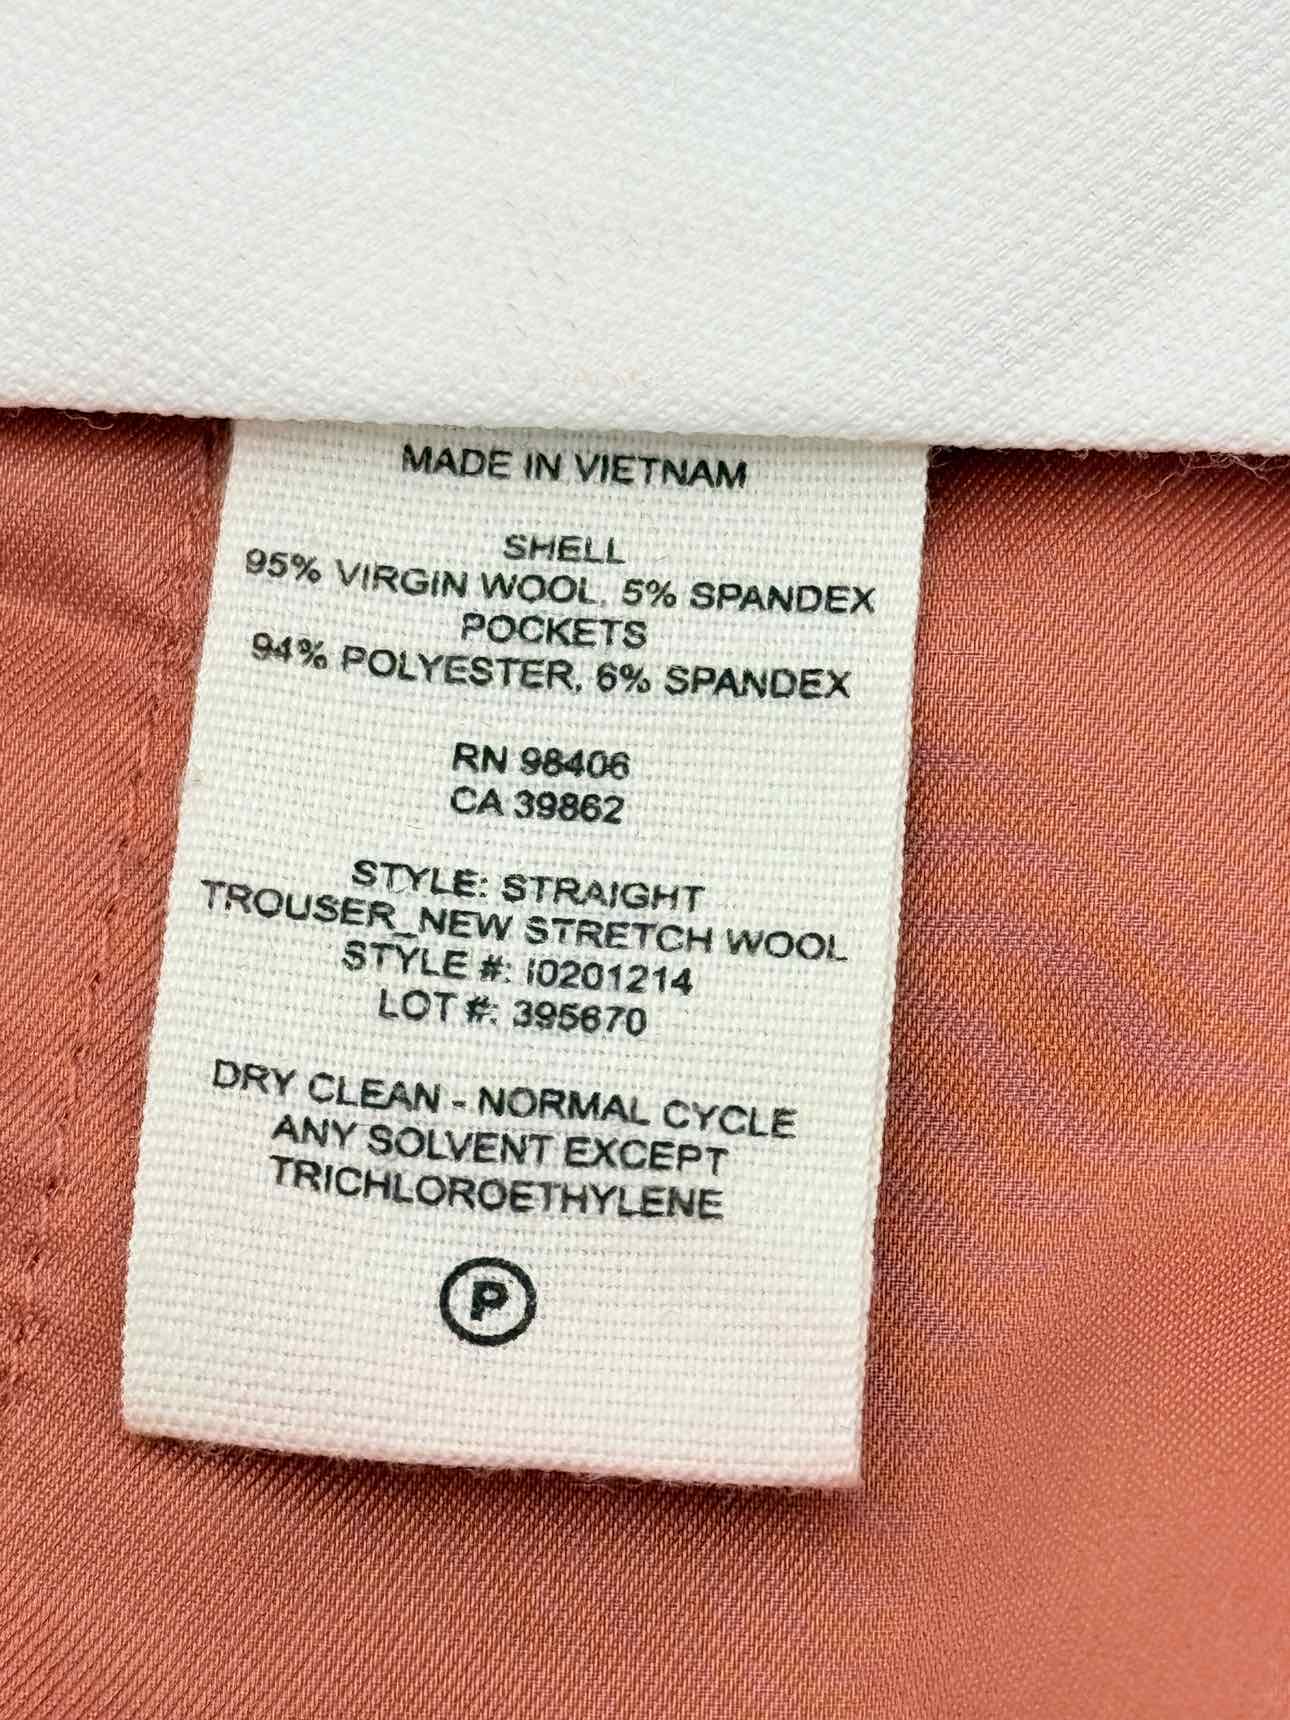 MADE IN VIETNAM
SHELL
95% VIRGIN WOOL, 5% SPANDEX
POCKETS
94% POLYESTER, 6% SPANDEX
RN 98406
CA 39862
STYLE: STRAIGHT
TROUSER_NEW STRETCH WOOL
STYLE #: I0201214
LOT #: 395670
DRY CLEAN - NORMAL CYCLE
ANY SOLVENT EXCEPT
TRICHLOROETHYLENE
P